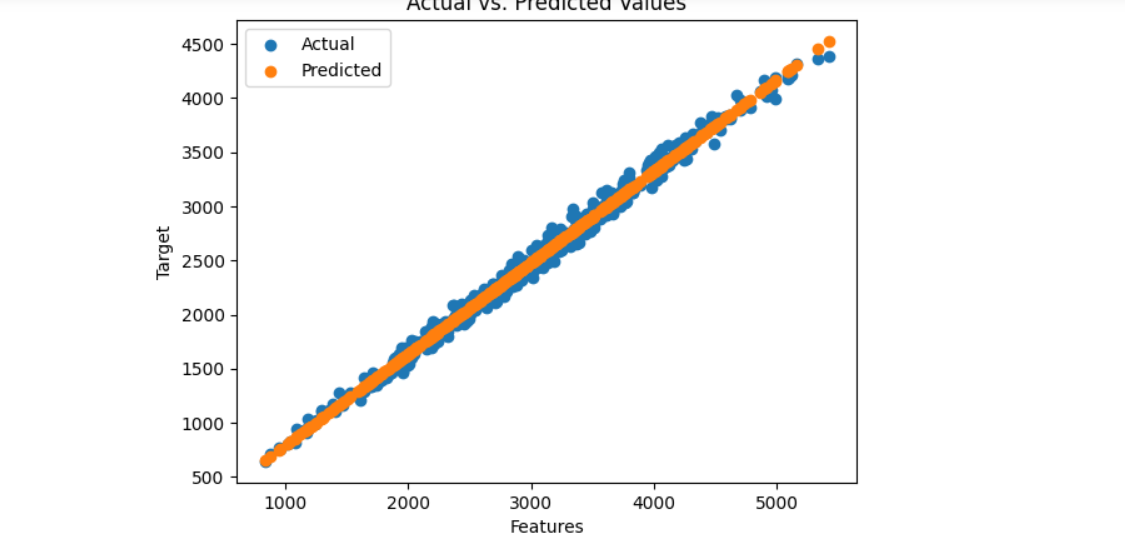 Actual vs. Predicted Values
Actual
Predicted
4500
4000
3500
3000
2500
2000
1500
1000
500
Target
1000 2000 3000 4000 5000
Features